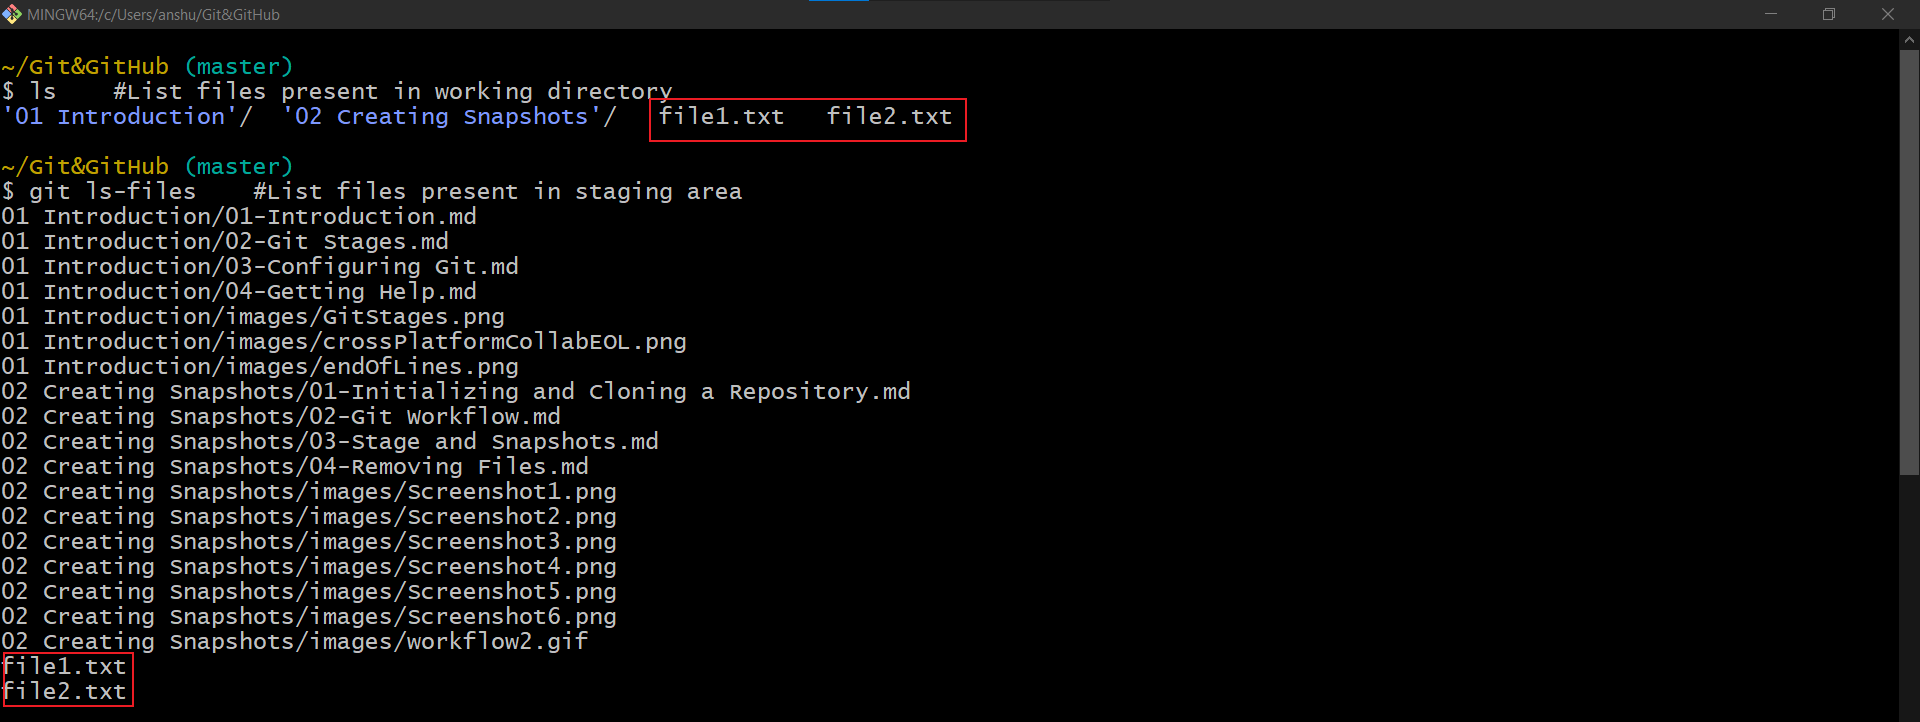 MINGW64:/c/Users/anshu/Git&GitHub
~/Git&GitHub (master)
$ ls    #List files present in working directory
'01 Introduction'/  '02 Creating Snapshots'/   file1.txt   file2.txt
~/Git&GitHub (master)
$ git ls-files    #List files present in staging area
01 Introduction/01-Introduction.md
01 Introduction/02-Git Stages.md
01 Introduction/03-Configuring Git.md
01 Introduction/04-Getting Help.md
01 Introduction/images/GitStages.png
01 Introduction/images/crossPlatformCollabEOL.png
01 Introduction/images/endOfLines.png
02 Creating Snapshots/01-Initializing and Cloning a Repository.md
02 Creating Snapshots/02-Git Workflow.md
02 Creating Snapshots/03-Stage and Snapshots.md
02 Creating Snapshots/04-Removing Files.md
02 Creating Snapshots/images/Screenshot1.png
02 Creating Snapshots/images/Screenshot2.png
02 Creating Snapshots/images/Screenshot3.png
02 Creating Snapshots/images/Screenshot4.png
02 Creating Snapshots/images/Screenshot5.png
02 Creating Snapshots/images/Screenshot6.png
02 Creating Snapshots/images/workflow2.gif
file1.txt
file2.txt